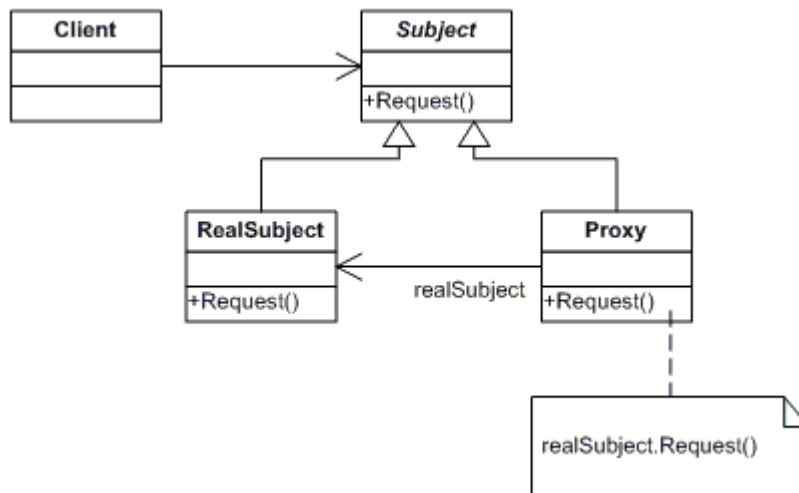 Client
Subject
+Request()
RealSubject
+Request()
Proxy
+Request()
realSubject
realSubject.Request()